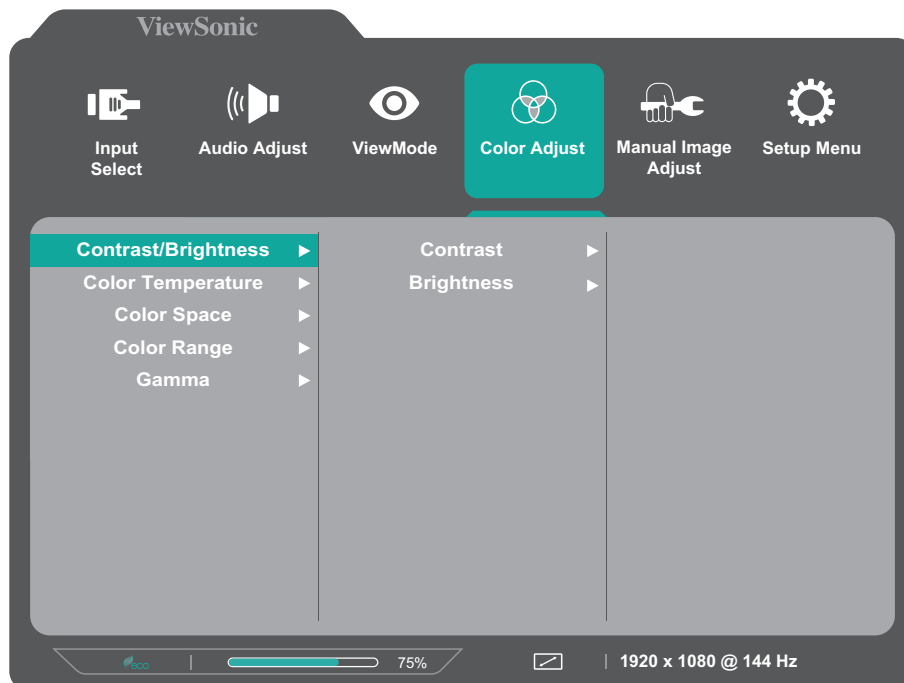 ViewSonic
Input
Select
Audio Adjust
ViewMode
Color Adjust
Manual Image
Adjust
Setup Menu
Contrast/Brightness
Color Temperature
Color Space
Color Range
Gamma
Contrast
Brightness
eco
75%
1920 x 1080 @ 144 Hz